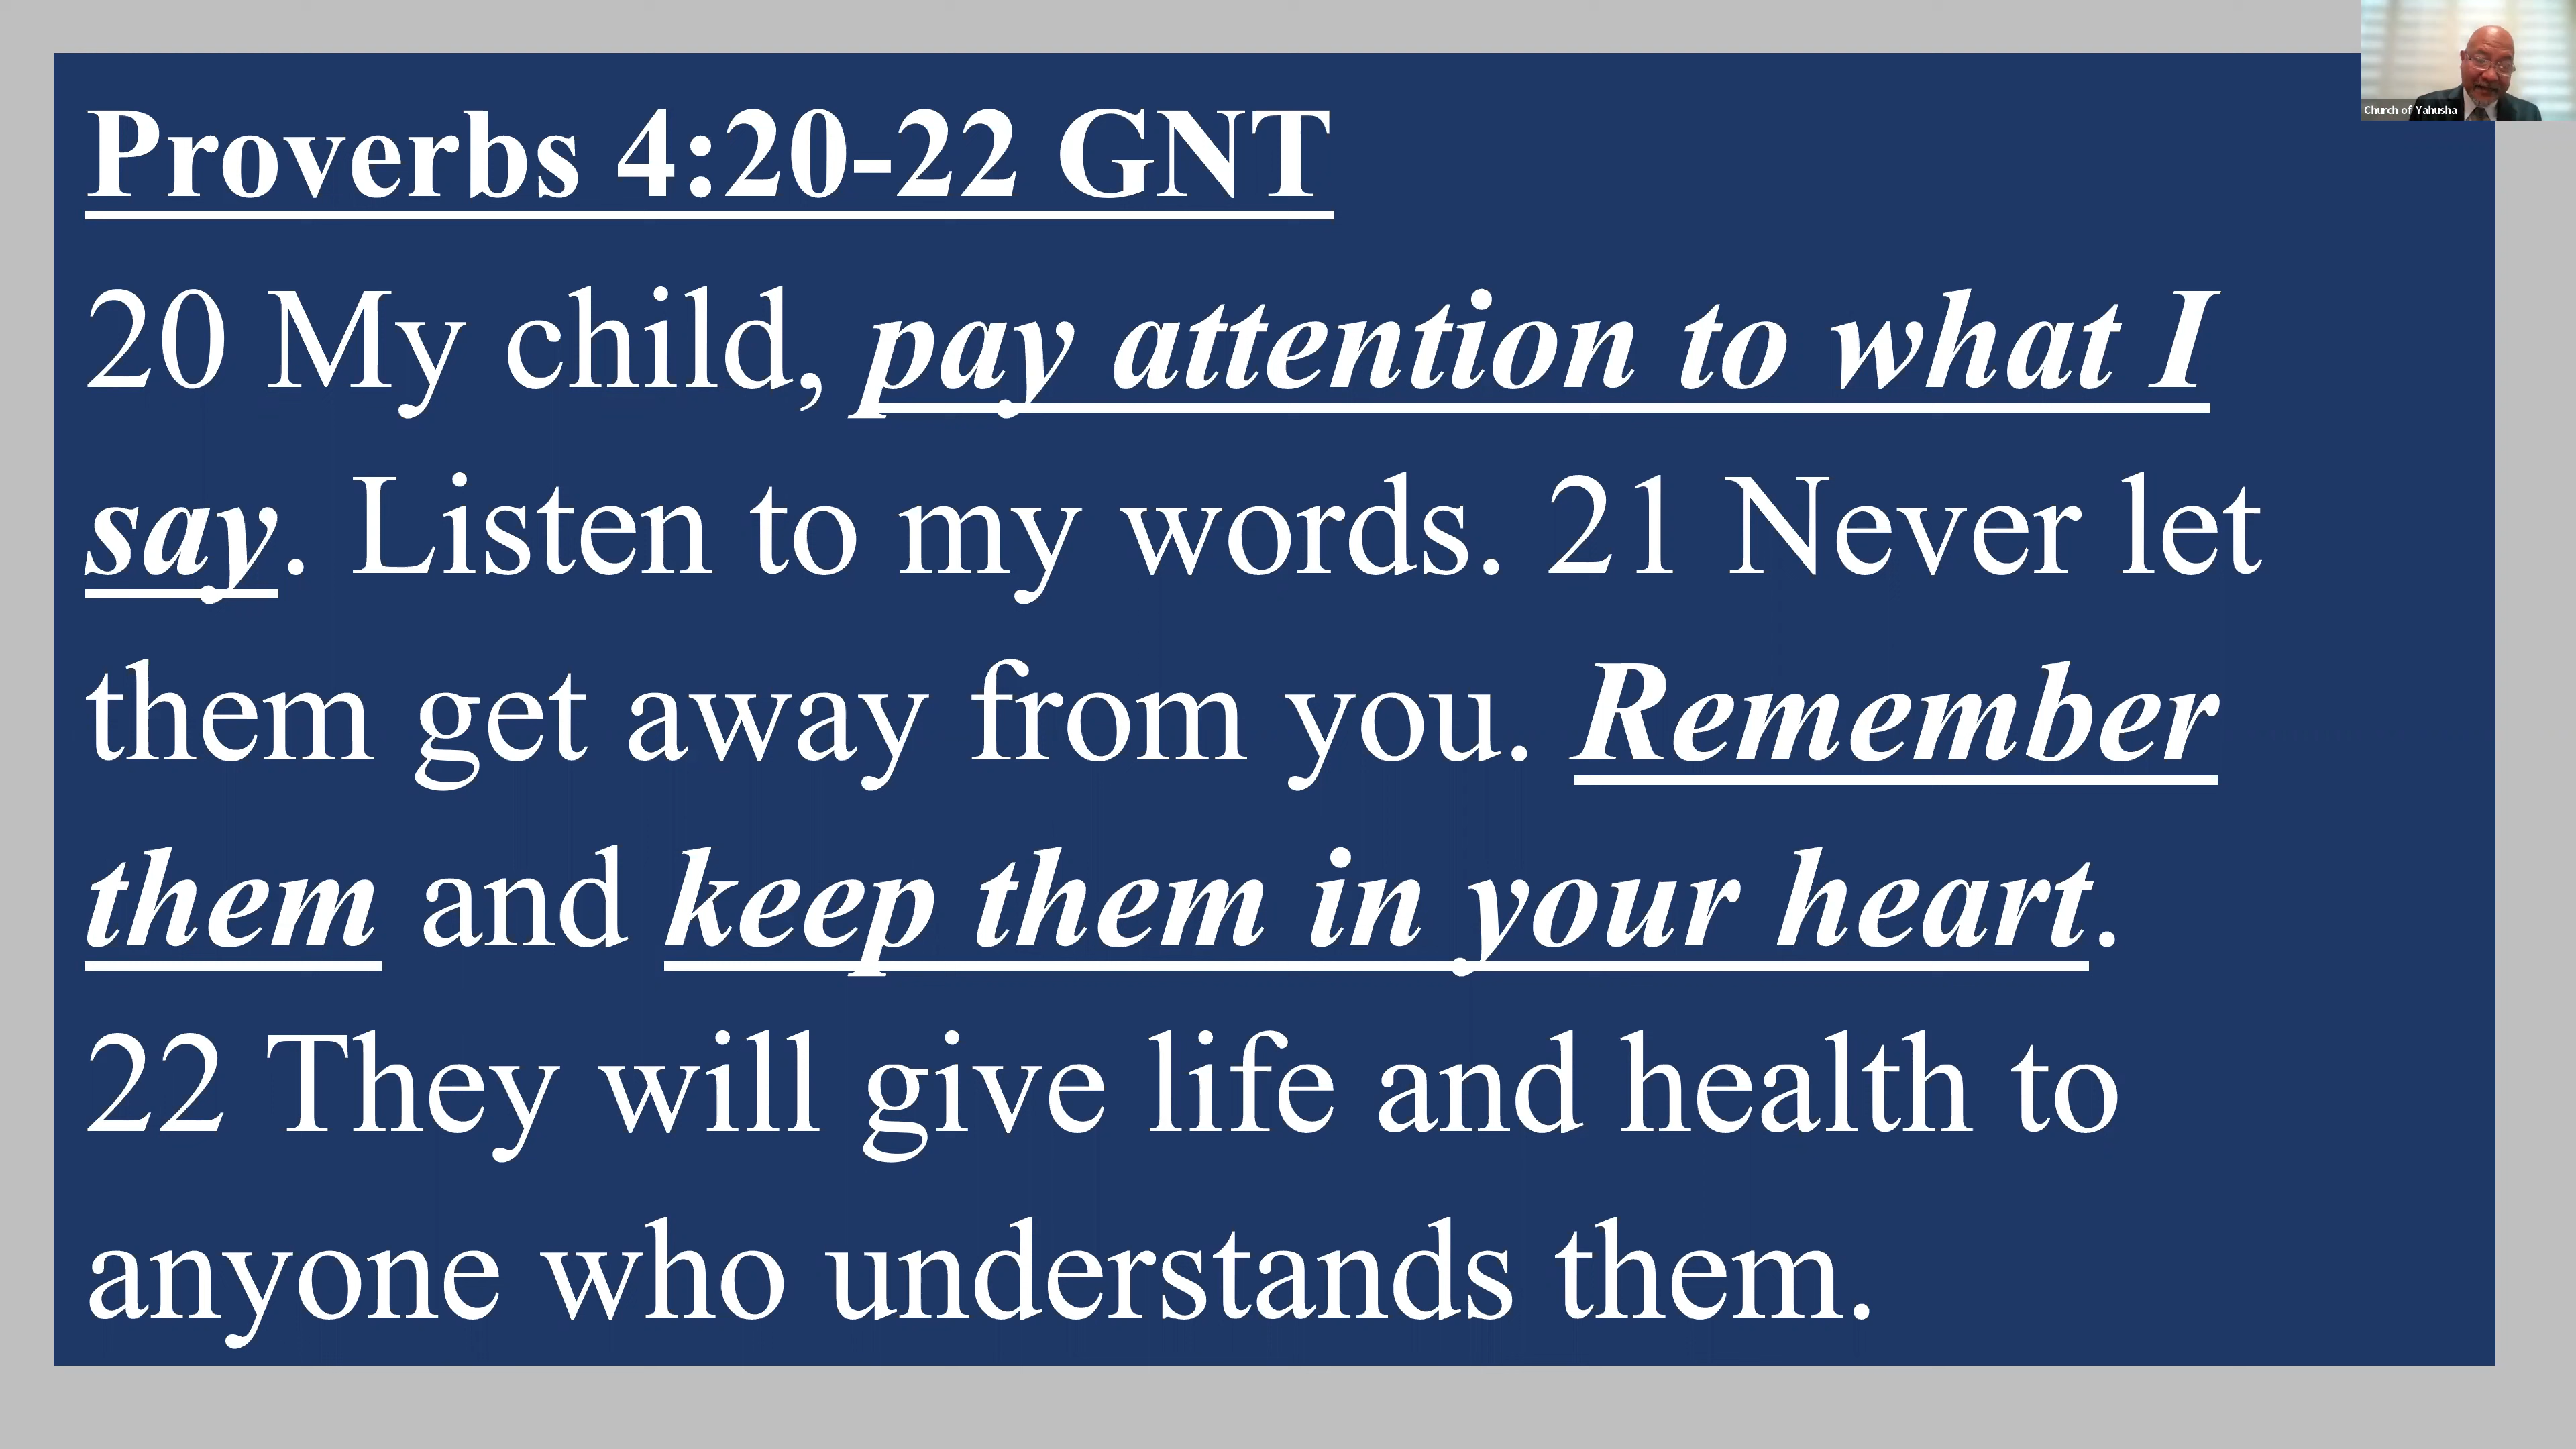 Proverbs 4:20-22 GNT
20 My child, pay attention to what I
say. Listen to my words. 21 Never let
them get away from you. Remember
them and keep them in your heart.
22 They will give life and health to
anyone who understands them.
Church of Yahusha